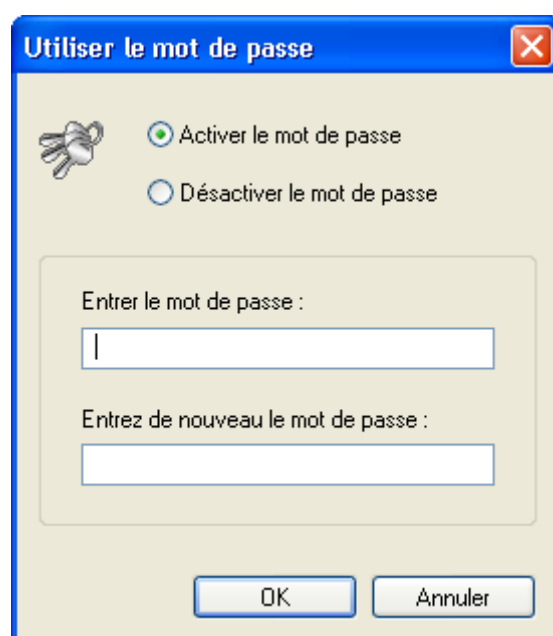 Utiliser le mot de passe
Activer le mot de passe
Désactiver le mot de passe
Entrer le mot de passe :
Entrez de nouveau le mot de passe :
OK
Annuler